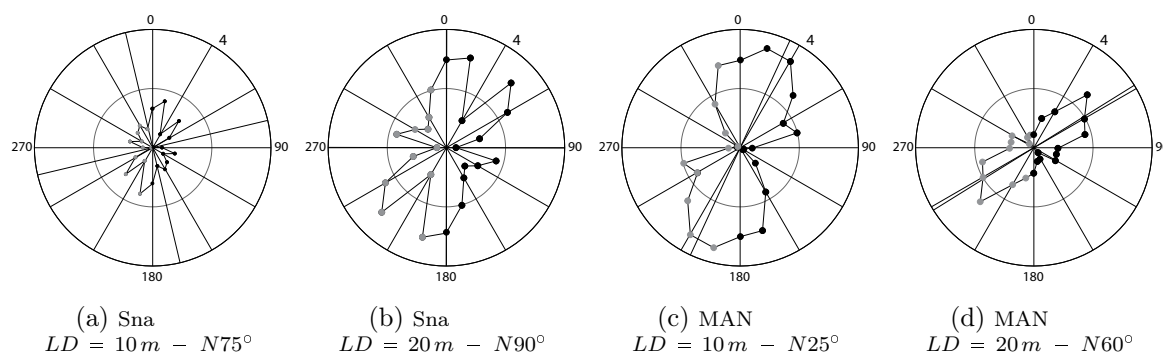 0 0 0 0
4 4 4 4
270 90 270 90 270 90 270 9
180 180 180 180
(a) Sna (b) Sna (c) MAN (d) MAN
LD = 10 m − N75° LD = 20 m − N90° LD = 10 m − N25° LD = 20 m − N60°